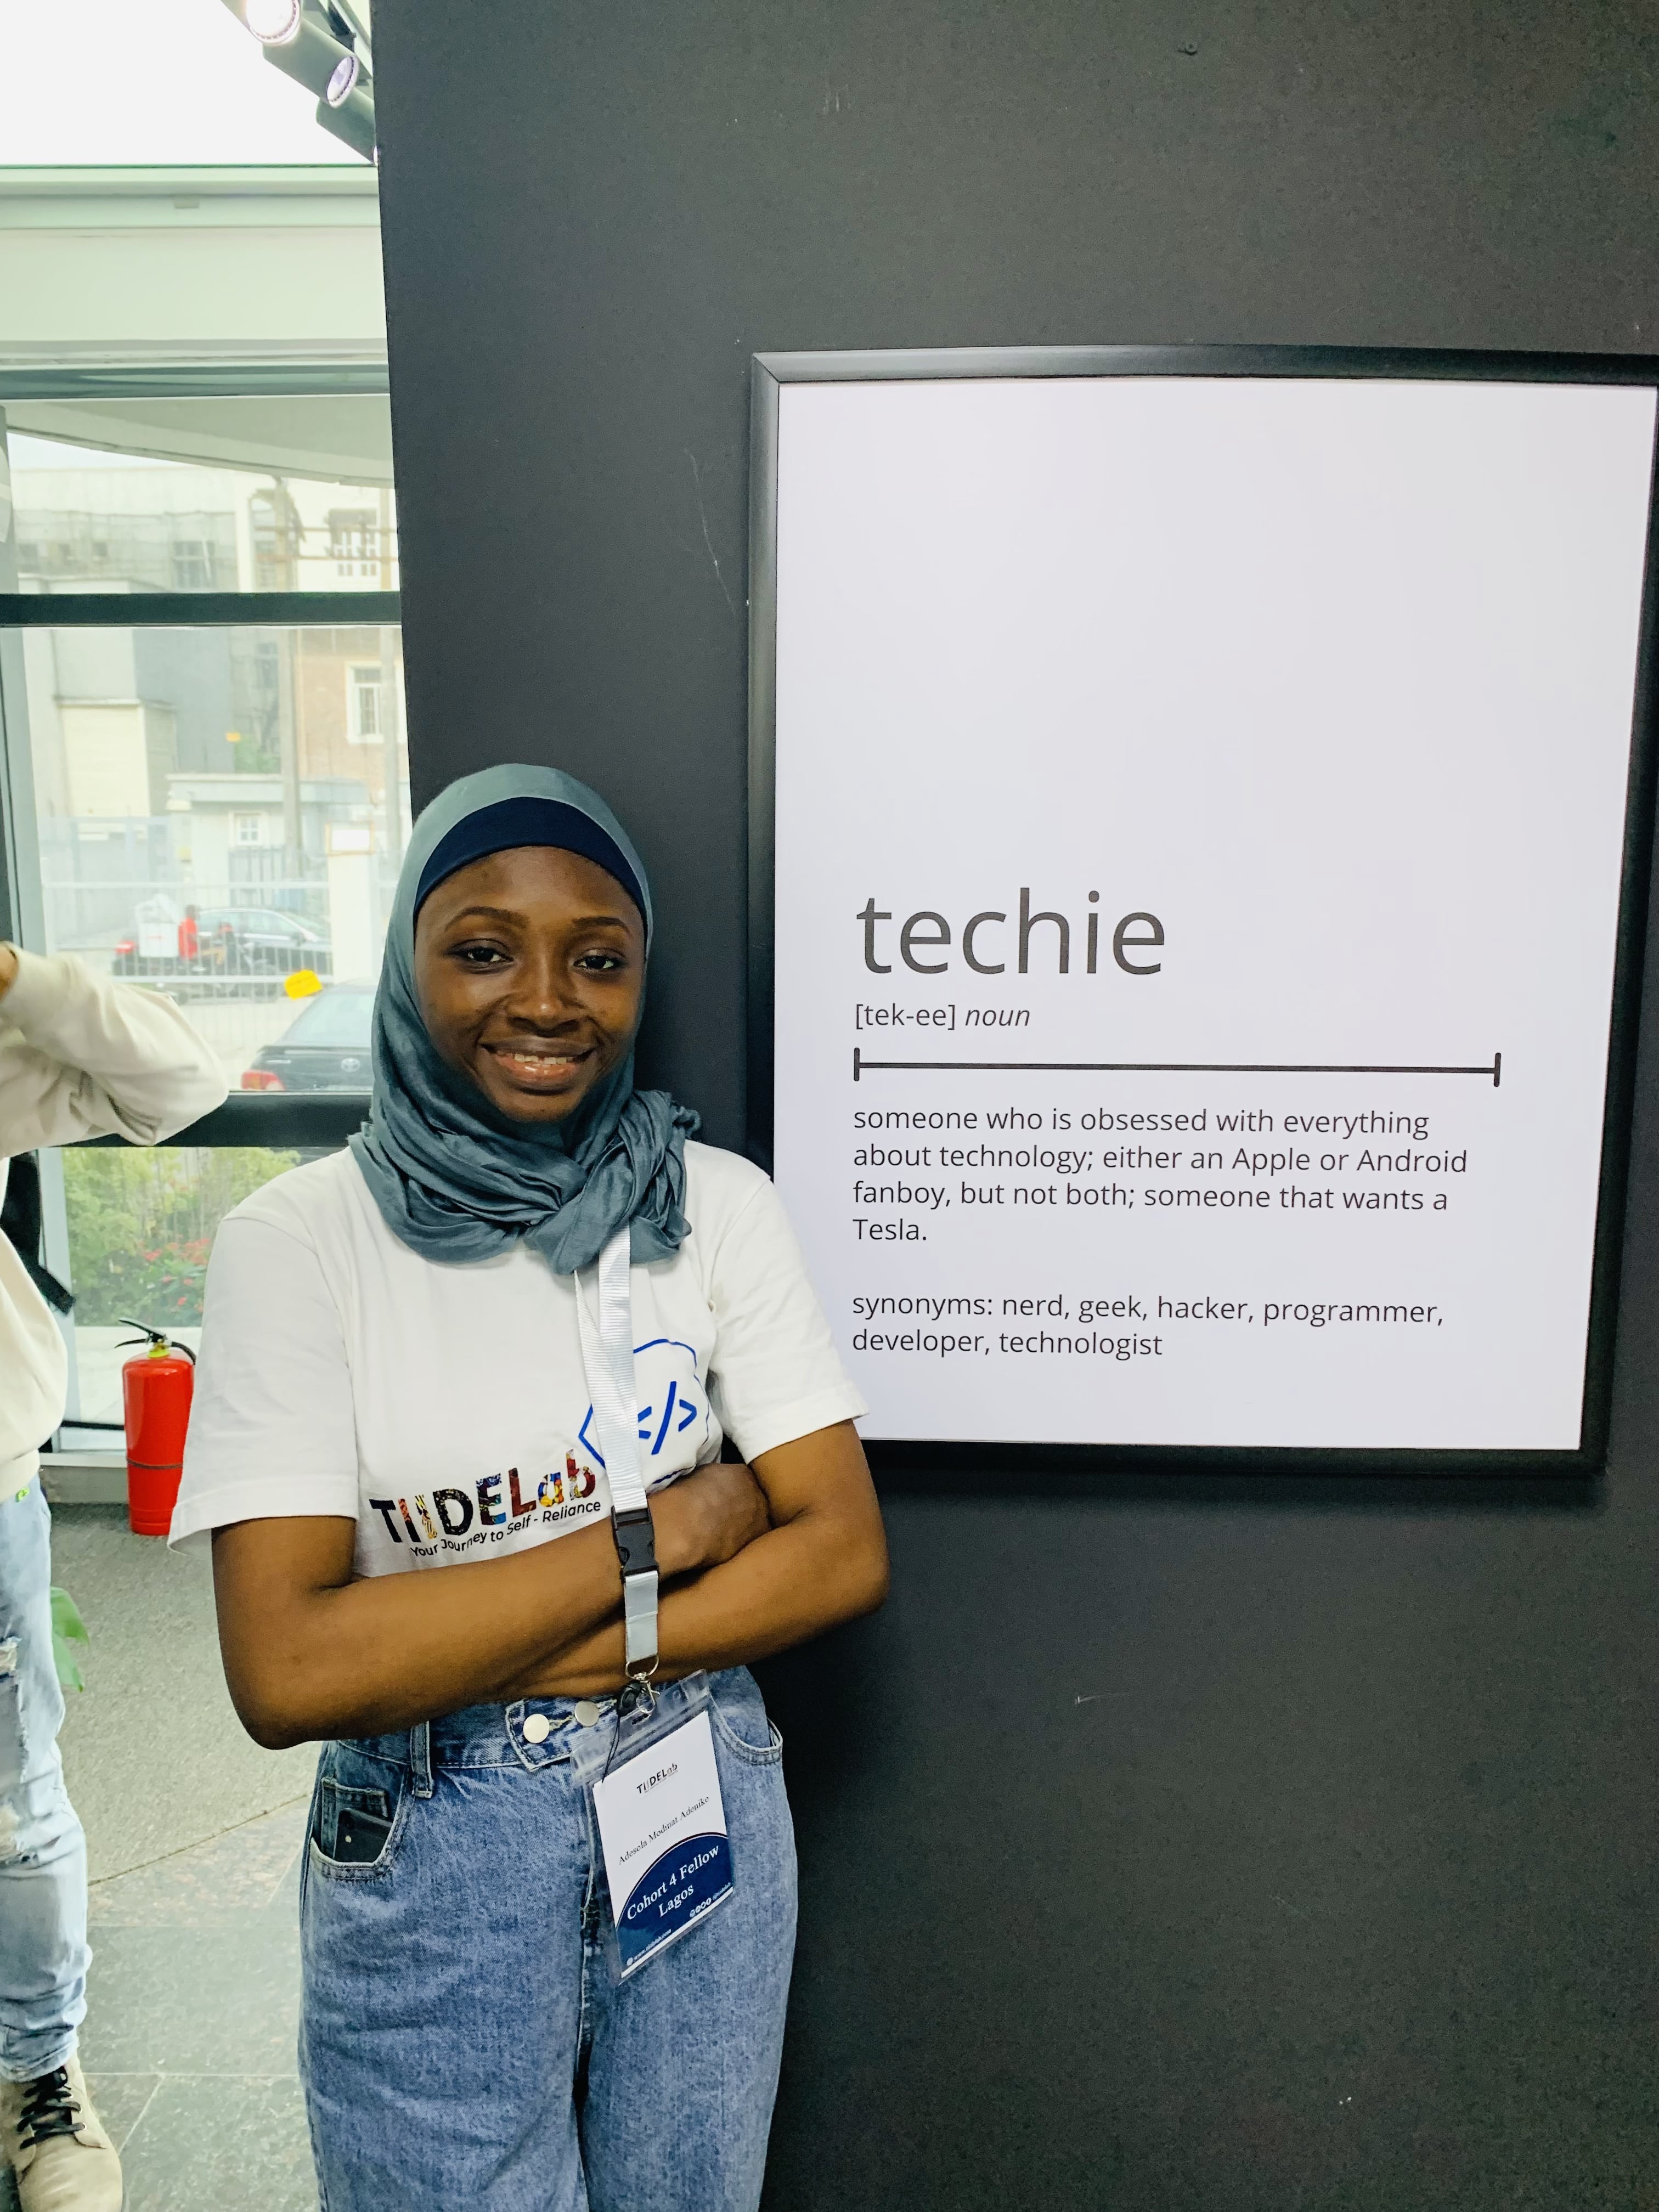 techie
[tek-ee] noun
someone who is obsessed with everything
about technology; either an Apple or Android
fanboy, but not both; someone that wants a
Tesla.
synonyms: nerd, geek, hacker, programmer,
developer, technologist
</>
TIIDELab
Your Journey to Self - Reliance
TIIDELab
Adesola Modinat Adenike
Cohort 4 Fellow
Lagos